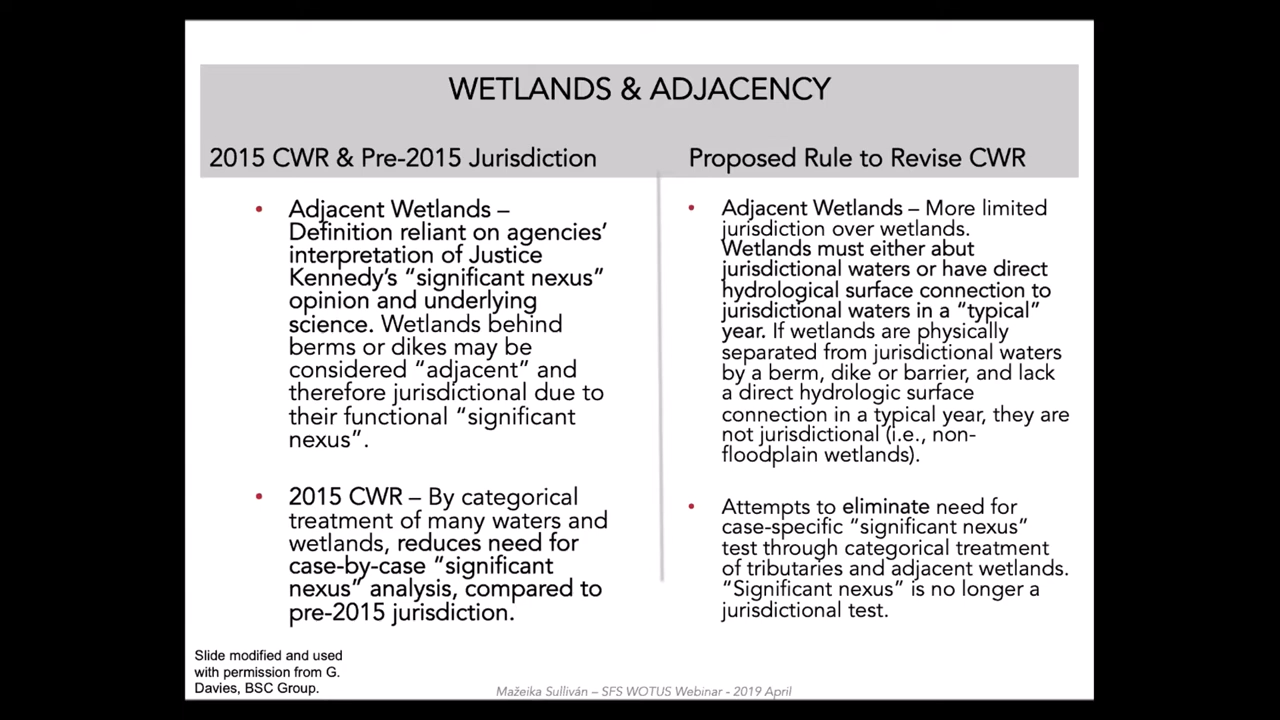 WETLANDS & ADJACENCY
2015 CWR & Pre-2015 Jurisdiction
• Adjacent Wetlands –
Definition reliant on agencies’
interpretation of Justice
Kennedy’s “significant nexus”
opinion and underlying
science. Wetlands behind
berms or dikes may be
considered “adjacent” and
therefore jurisdictional due to
their functional “significant
nexus”.
• 2015 CWR – By categorical
treatment of many waters and
wetlands, reduces need for
case-by-case “significant
nexus” analysis, compared to
pre-2015 jurisdiction.
Proposed Rule to Revise CWR
• Adjacent Wetlands – More limited
jurisdiction over wetlands.
Wetlands must either abut
jurisdictional waters or have direct
hydrological surface connection to
jurisdictional waters in a “typical”
year. If wetlands are physically
separated from jurisdictional waters
by a berm, dike or barrier, and lack
a direct hydrologic surface
connection in a typical year, they are
not jurisdictional (i.e., non-
floodplain wetlands).
• Attempts to eliminate need for
case-specific “significant nexus”
test through categorical treatment
of tributaries and adjacent wetlands.
“Significant nexus” is no longer a
jurisdictional test.
Slide modified and used
with permission from G.
Davies, BSC Group.
Mažeika Sulliván – SFS WOTUS Webinar - 2019 April